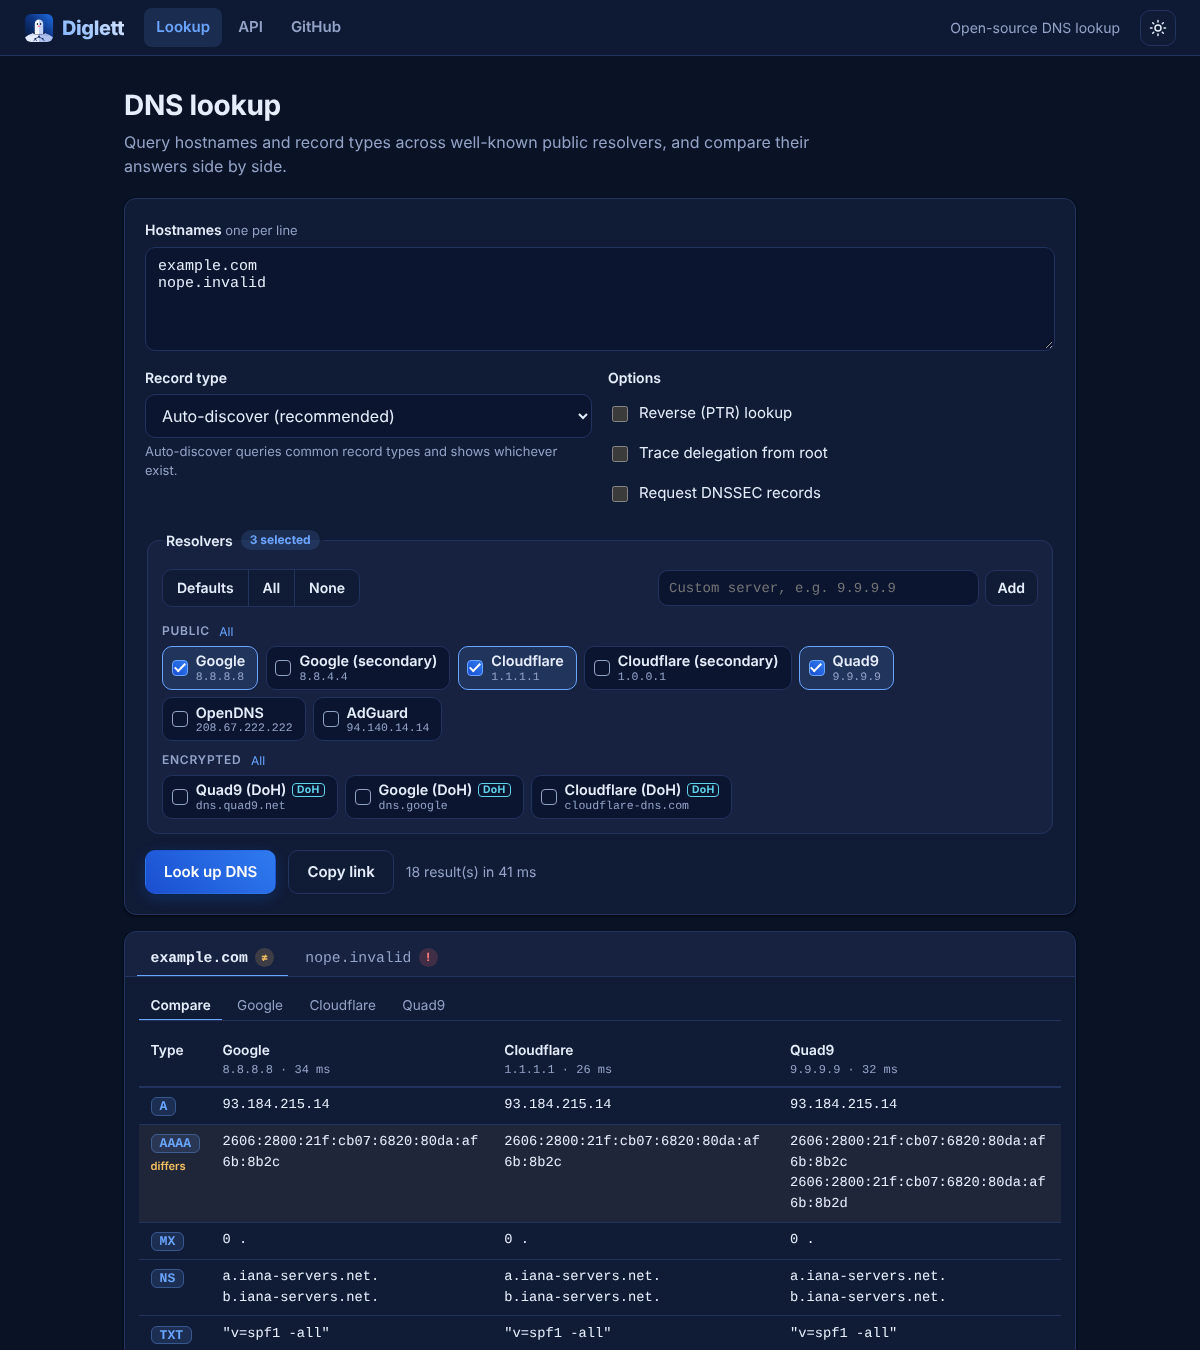 Diglett Lookup API GitHub Open-source DNS lookup
DNS lookup
Query hostnames and record types across well-known public resolvers, and compare their
answers side by side.
Hostnames one per line
example.com
nope.invalid
Record type
Auto-discover (recommended)
Auto-discover queries common record types and shows whichever
exist.
Options
Reverse (PTR) lookup
Trace delegation from root
Request DNSSEC records
Resolvers 3 selected
Defaults All None Custom server, e.g. 9.9.9.9 Add
PUBLIC All
Google
8.8.8.8
Google (secondary)
8.8.4.4
Cloudflare
1.1.1.1
Cloudflare (secondary)
1.0.0.1
Quad9
9.9.9.9
OpenDNS
208.67.222.222
AdGuard
94.140.14.14
ENCRYPTED All
Quad9 (DoH) DoH
dns.quad9.net
Google (DoH) DoH
dns.google
Cloudflare (DoH) DoH
cloudflare-dns.com
Look up DNS Copy link 18 result(s) in 41 ms
example.com ≠ nope.invalid !
Compare Google Cloudflare Quad9
Type Google Cloudflare Quad9
8.8.8.8 · 34 ms 1.1.1.1 · 26 ms 9.9.9.9 · 32 ms
A 93.184.215.14 93.184.215.14 93.184.215.14
AAAA 2606:2800:21f:cb07:6820:80da:af 2606:2800:21f:cb07:6820:80da:af 2606:2800:21f:cb07:6820:80da:af
differs 6b:8b2c 6b:8b2c 6b:8b2c
2606:2800:21f:cb07:6820:80da:af
6b:8b2d
MX 0 . 0 . 0 .
NS a.iana-servers.net. a.iana-servers.net. a.iana-servers.net.
b.iana-servers.net. b.iana-servers.net. b.iana-servers.net.
TXT "v=spf1 -all" "v=spf1 -all" "v=spf1 -all"